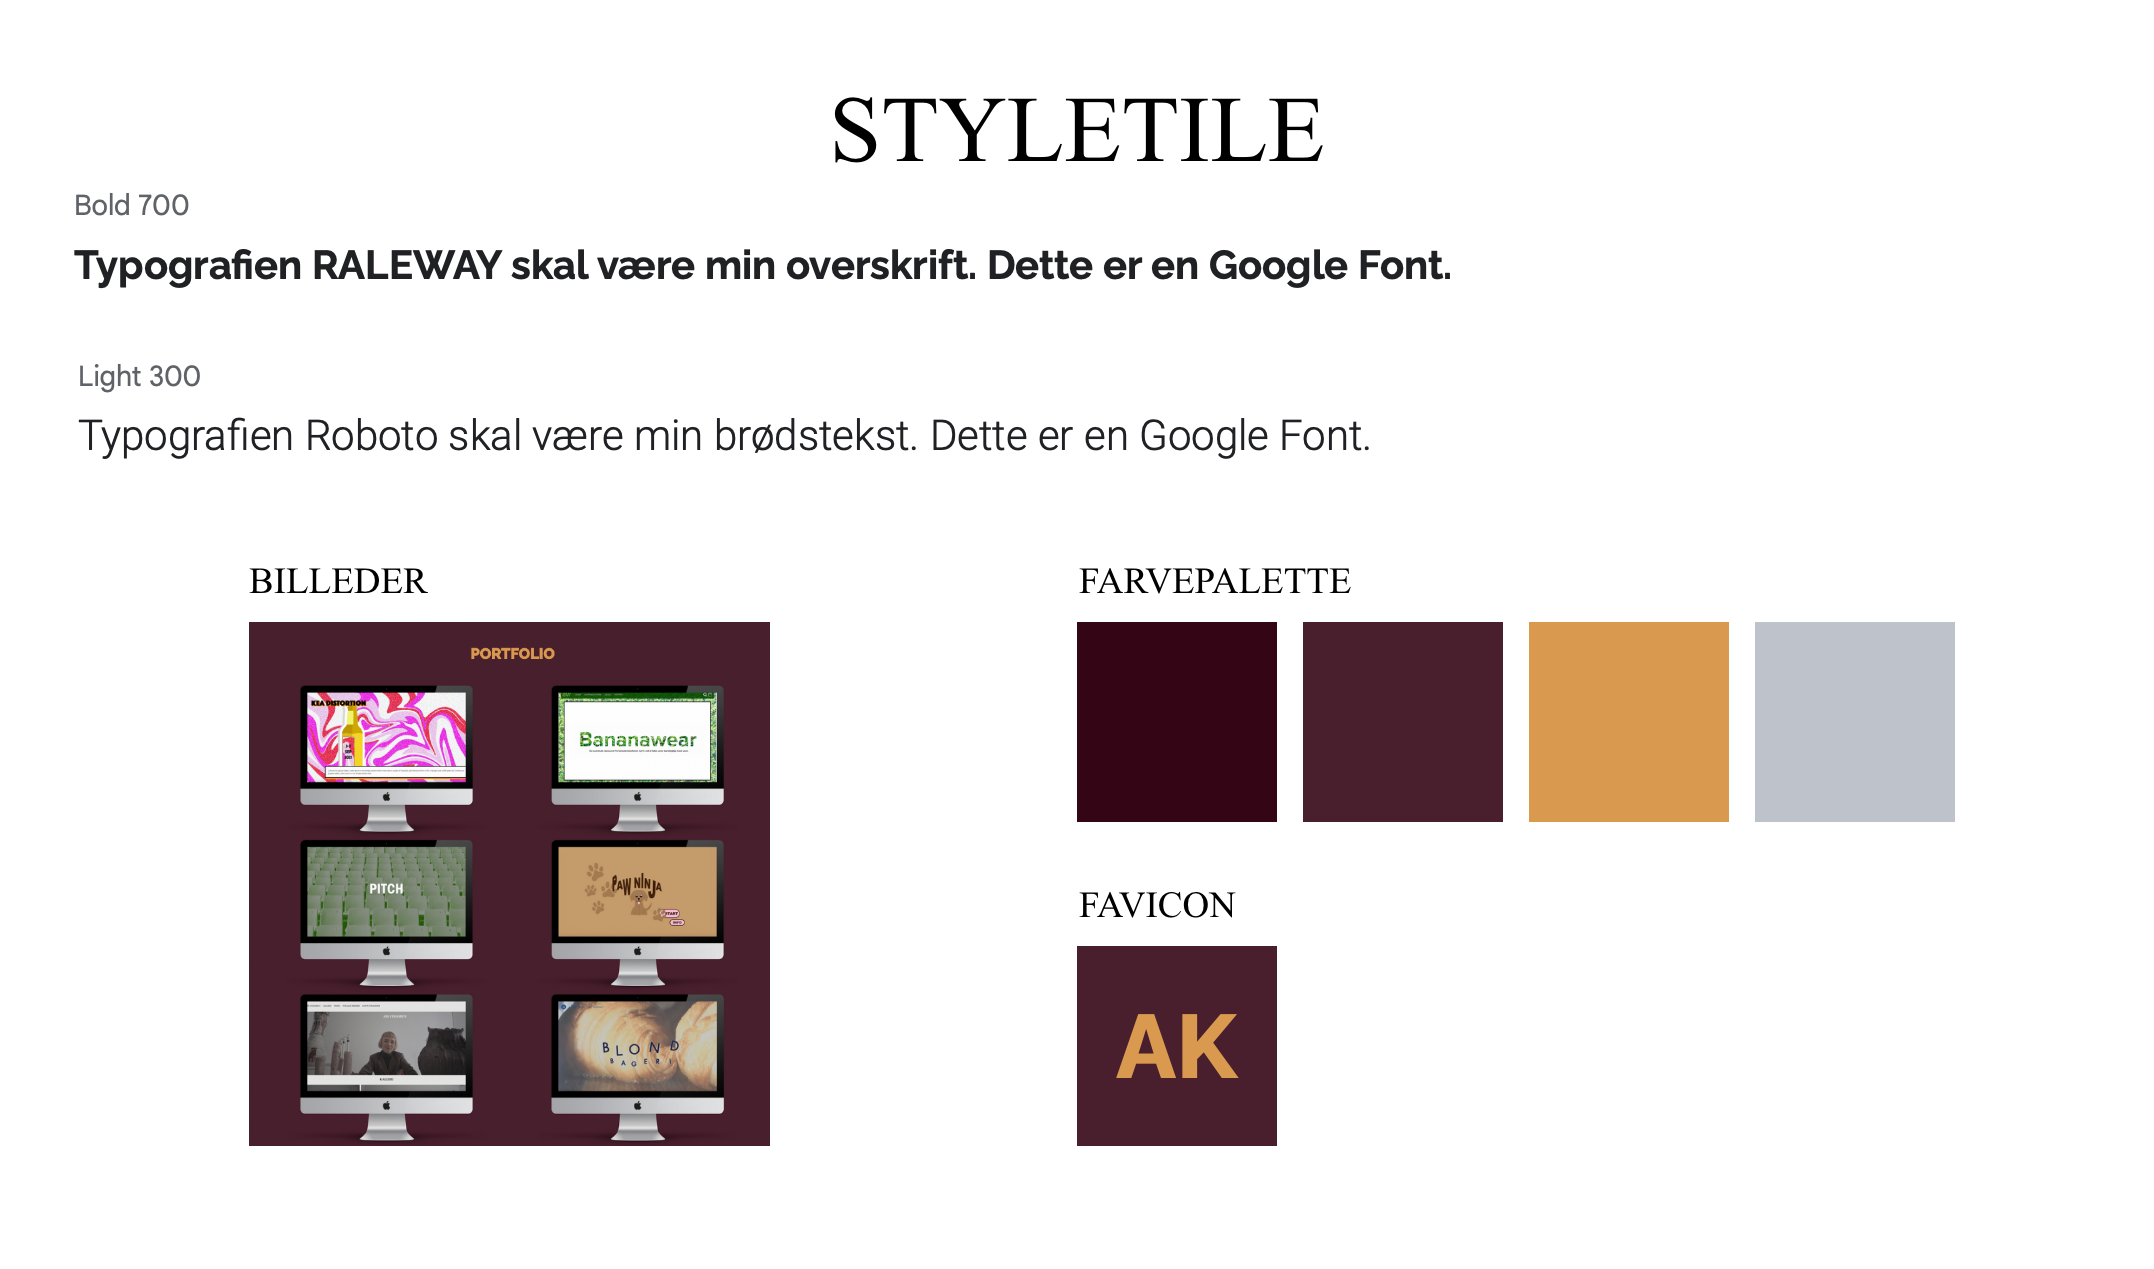 STYLETILE
Bold 700
Typografien RALEWAY skal være min overskrift. Dette er en Google Font.
Light 300
Typografien Roboto skal være min brødstekst. Dette er en Google Font.
BILLEDER
PORTFOLIO
KEA DISTORTION
Bananawear
PITCH
PAW NINJA
START
INFO
BLOND
BAGERI
FARVEPALETTE
FAVICON
AK